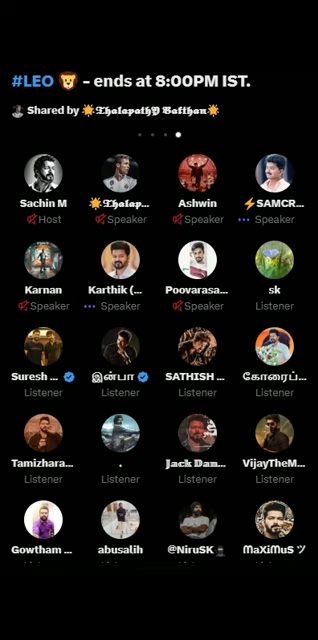 #LEO 🦁 - ends at 8:00PM IST.
Shared by 🌟𝕿𝖍𝖆𝖑𝖆𝖕𝖆𝖙𝖍𝖄 𝕭𝖆𝖋𝖙𝖍𝖆𝖓🌟
Sachin M 🌟𝕿𝖍𝖆𝖑𝖆𝖕... Ashwin ⚡SAMCR...
Host Speaker Speaker Speaker
Karnan Karthik (... Poovarasa... sk
Speaker Speaker Speaker Listener
Suresh ... இன்பா SATHISH ... கோரைப்...
Listener Listener Listener Listener
Tamizhara... . 𝕁𝕒𝕔𝕜 𝔻𝕒𝕟... VijayTheM...
Listener Listener Listener Listener
Gowtham ... abusalih @NiruSK🥷 ᗰaXiᗰuS ツ